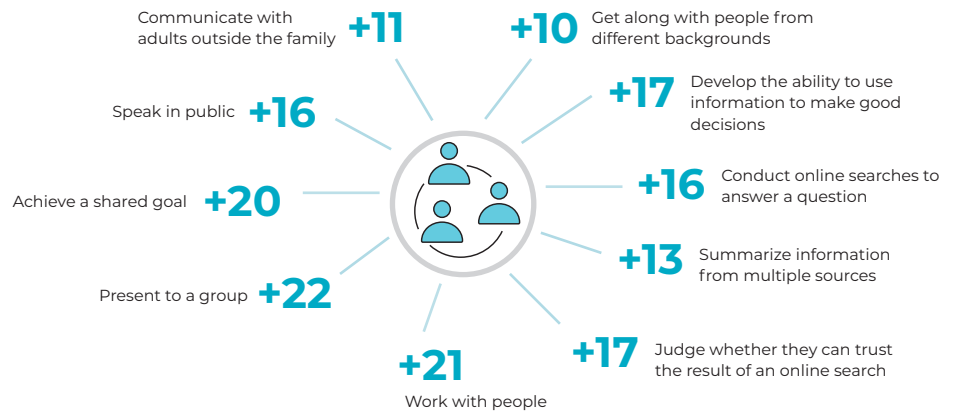 Communicate with
adults outside the family
+11
+10
Get along with people from
different backgrounds
Speak in public
+16
+17
Develop the ability to use
information to make good
decisions
Achieve a shared goal
+20
+16
Conduct online searches to
answer a question
Present to a group
+22
+13
Summarize information
from multiple sources
+21
Work with people
+17
Judge whether they can trust
the result of an online search